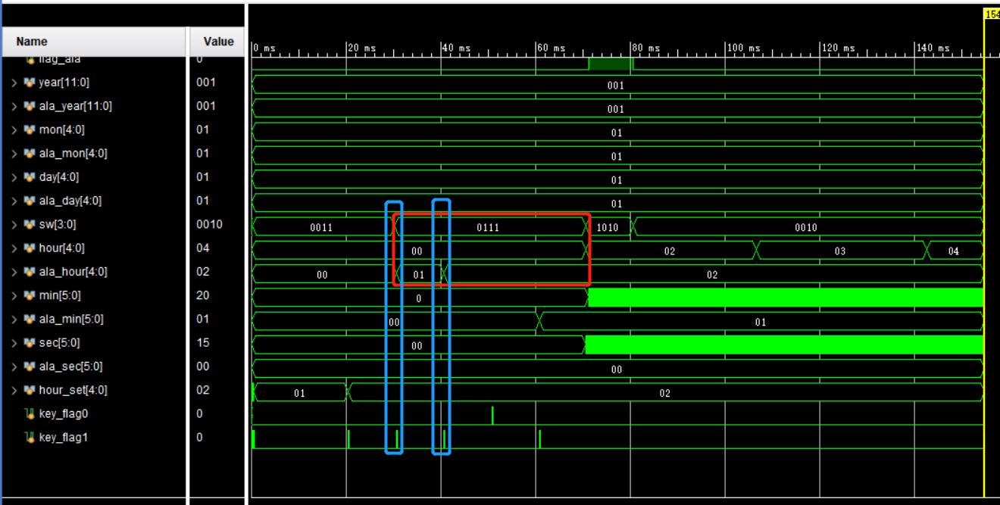 154
Name Value
0 ms 20 ms 40 ms 60 ms 80 ms 100 ms 120 ms 140 ms
flag_ala 0
year[11:0] 001 001
ala_year[11:0] 001 001
mon[4:0] 01 01
ala_mon[4:0] 01 01
day[4:0] 01 01
ala_day[4:0] 01 01
sw[3:0] 0010 0011 0111 1010 0010
hour[4:0] 04 00 02 03 04
ala_hour[4:0] 02 00 01 02
min[5:0] 20 0
ala_min[5:0] 01 00 01
sec[5:0] 15 00
ala_sec[5:0] 00 00
hour_set[4:0] 02 01 02
key_flag0 0
key_flag1 0